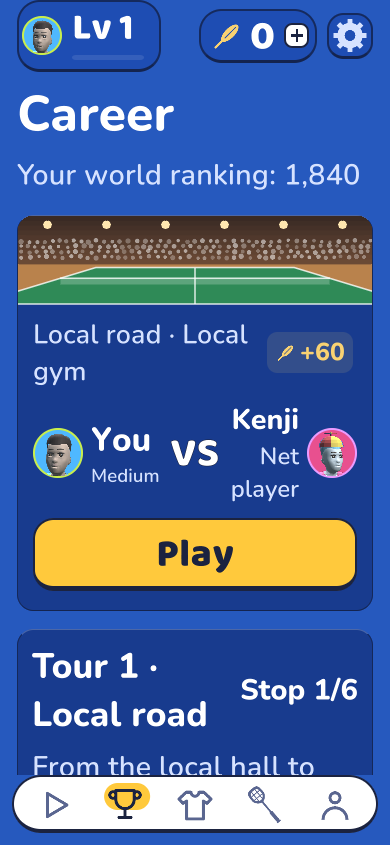 Lv 1
0
Career
Your world ranking: 1,840
Local road · Local
gym
+60
You
Medium
VS
Kenji
Net
player
Play
Tour 1 ·
Local road
Stop 1/6
From the local hall to